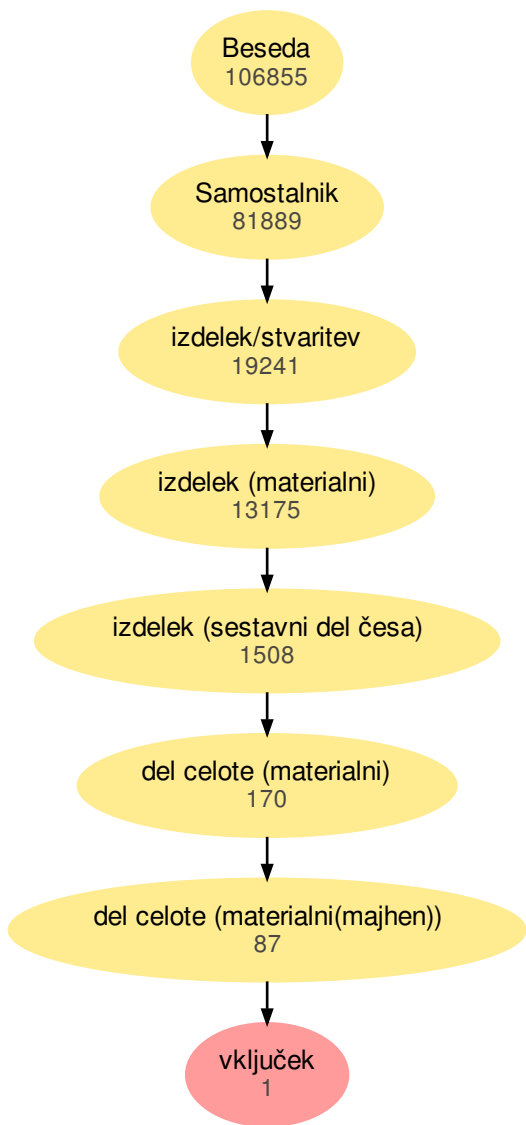 Beseda
106855
Samostalnik
81889
izdelek/stvaritev
19241
izdelek (materialni)
13175
izdelek (sestavni del česa)
1508
del celote (materialni)
170
del celote (materialni(majhen))
87
vključek
1